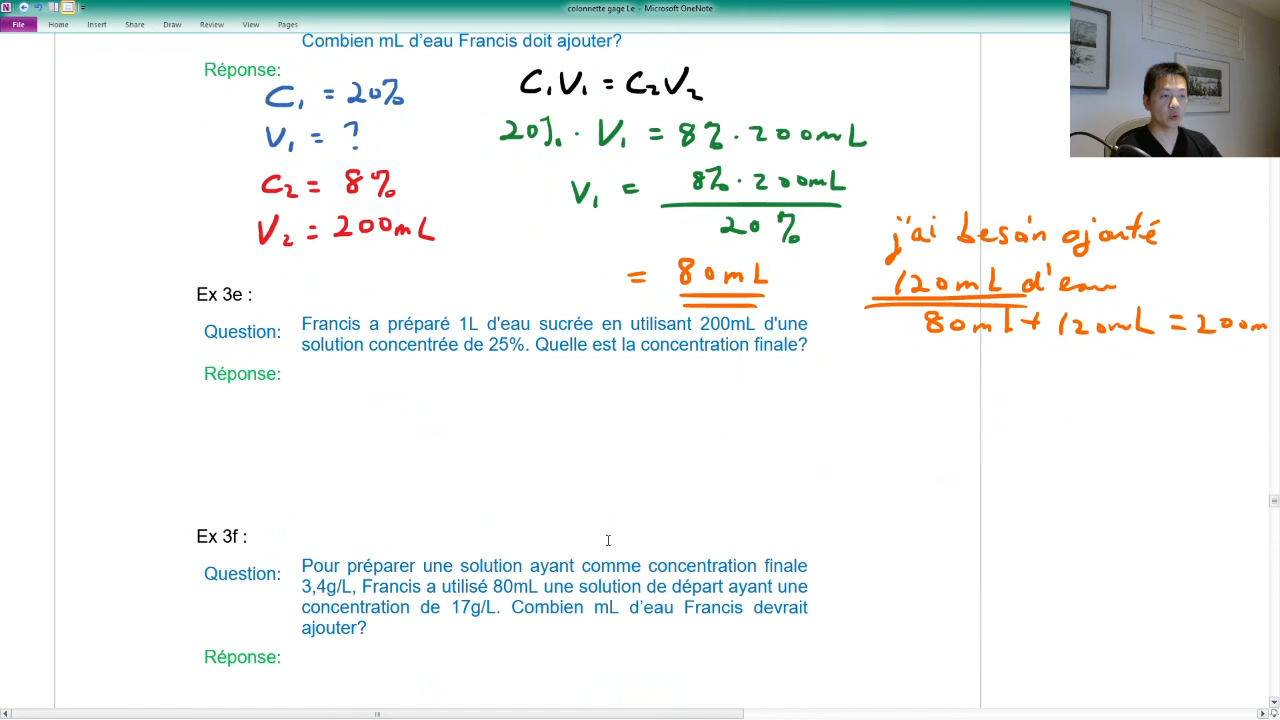 colonnette gage Le - Microsoft OneNote
File Home Insert Share Draw Review View Pages
Combien mL d'eau Francis doit ajouter?
Réponse:
C1 = 20%
V1 = ?
C2 = 8%
V2 = 200mL
C1V1 = C2V2
20% · V1 = 8% · 200mL
V1 = 8% · 200mL
20%
= 80mL
j'ai besoin ajouté
120mL d'eau
80mL + 120mL = 200m
Ex 3e :
Question: Francis a préparé 1L d'eau sucrée en utilisant 200mL d'une
solution concentrée de 25%. Quelle est la concentration finale?
Réponse:
Ex 3f :
Question: Pour préparer une solution ayant comme concentration finale
3,4g/L, Francis a utilisé 80mL une solution de départ ayant une
concentration de 17g/L. Combien mL d'eau Francis devrait
ajouter?
Réponse: